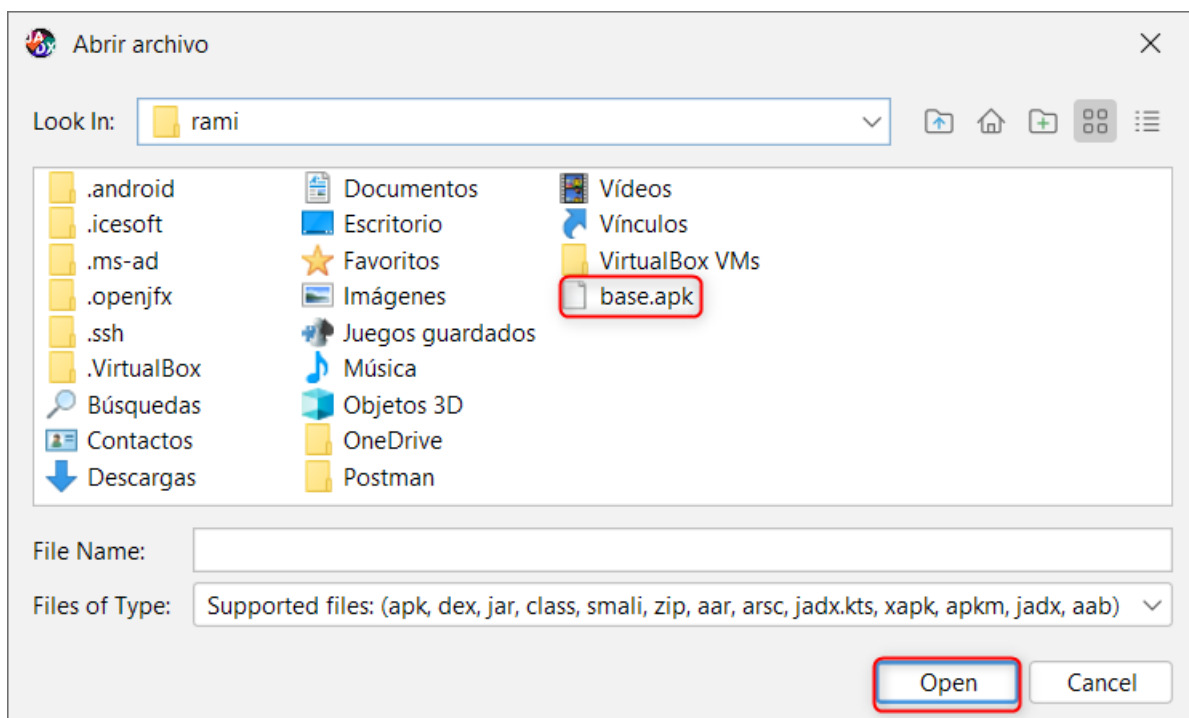 Abrir archivo
Look In: rami
.android Documentos Vídeos
.icesoft Escritorio Vínculos
.ms-ad Favoritos VirtualBox VMs
.openjfx Imágenes base.apk
.ssh Juegos guardados
.VirtualBox Música
Búsquedas Objetos 3D
Contactos OneDrive
Descargas Postman
File Name:
Files of Type: Supported files: (apk, dex, jar, class, smali, zip, aar, arsc, jadx.kts, xapk, apkm, jadx, aab)
Open Cancel